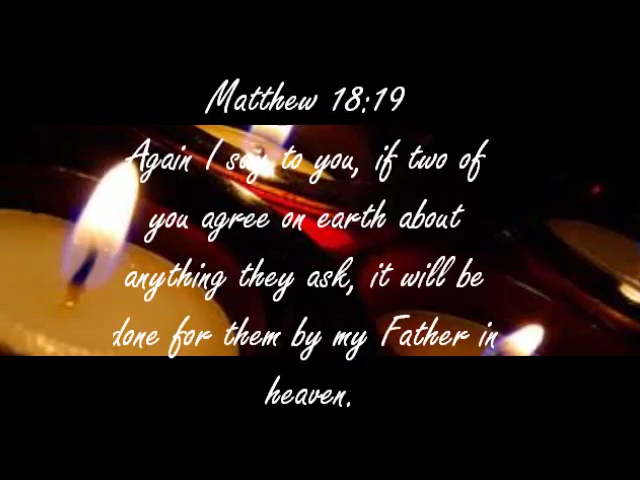 Matthew 18:19
Again I say to you, if two of
you agree on earth about
anything they ask, it will be
done for them by my Father in
heaven.